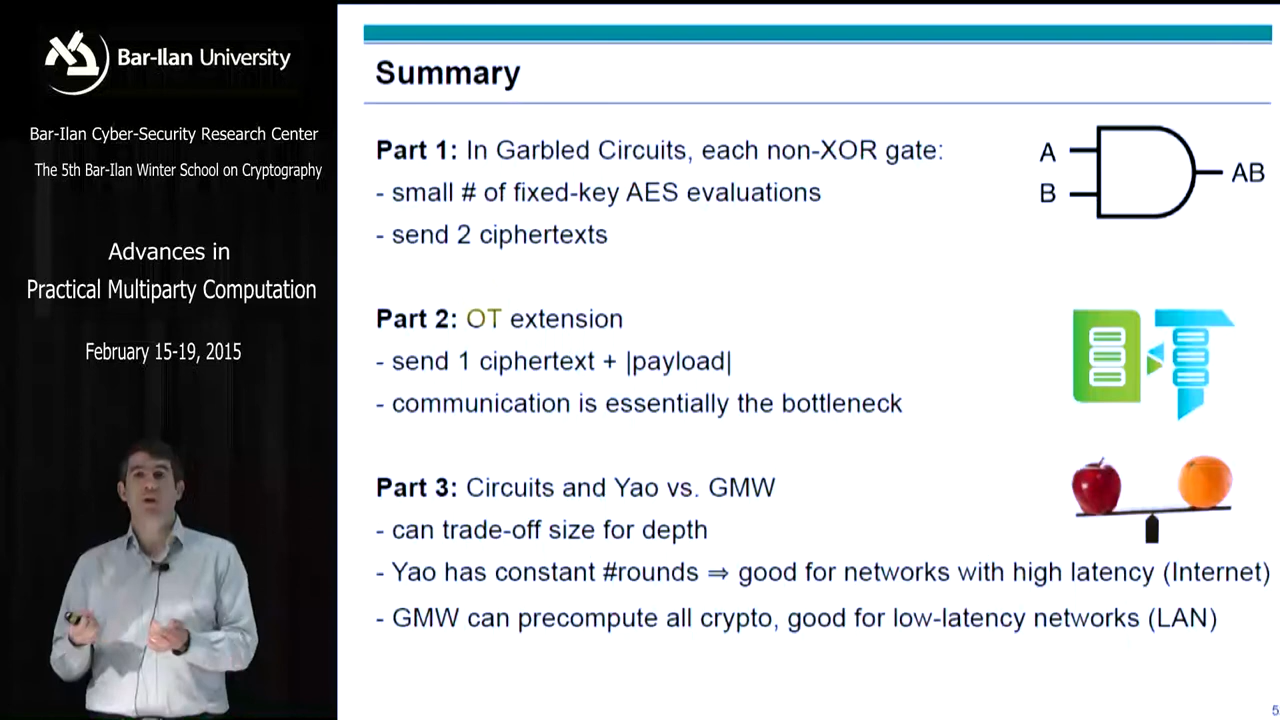 Bar-Ilan University
Bar-Ilan Cyber-Security Research Center
The 5th Bar-Ilan Winter School on Cryptography
Advances in
Practical Multiparty Computation
February 15-19, 2015
Summary
Part 1: In Garbled Circuits, each non-XOR gate:
- small # of fixed-key AES evaluations
- send 2 ciphertexts
A
B
AB
Part 2: OT extension
- send 1 ciphertext + |payload|
- communication is essentially the bottleneck
Part 3: Circuits and Yao vs. GMW
- can trade-off size for depth
- Yao has constant #rounds ⇒ good for networks with high latency (Internet)
- GMW can precompute all crypto, good for low-latency networks (LAN)
5